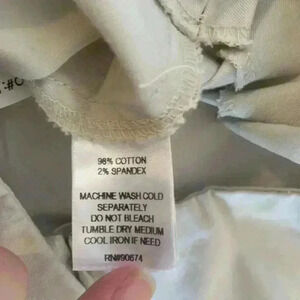 98% COTTON
2% SPANDEX
MACHINE WASH COLD
SEPARATELY
DO NOT BLEACH
TUMBLE DRY MEDIUM
COOL IRON IF NEED
RN#90674